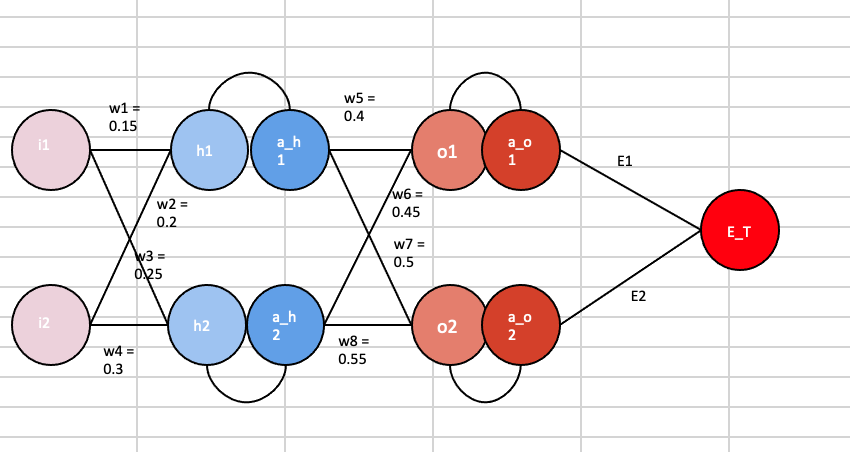 w1 =
0.15
w5 =
0.4
i1
h1
a_h
1
o1
a_o
1
E1
w2 =
0.2
w6 =
0.45
E_T
w3 =
0.25
w7 =
0.5
E2
i2
h2
a_h
2
o2
a_o
2
w4 =
0.3
w8 =
0.55